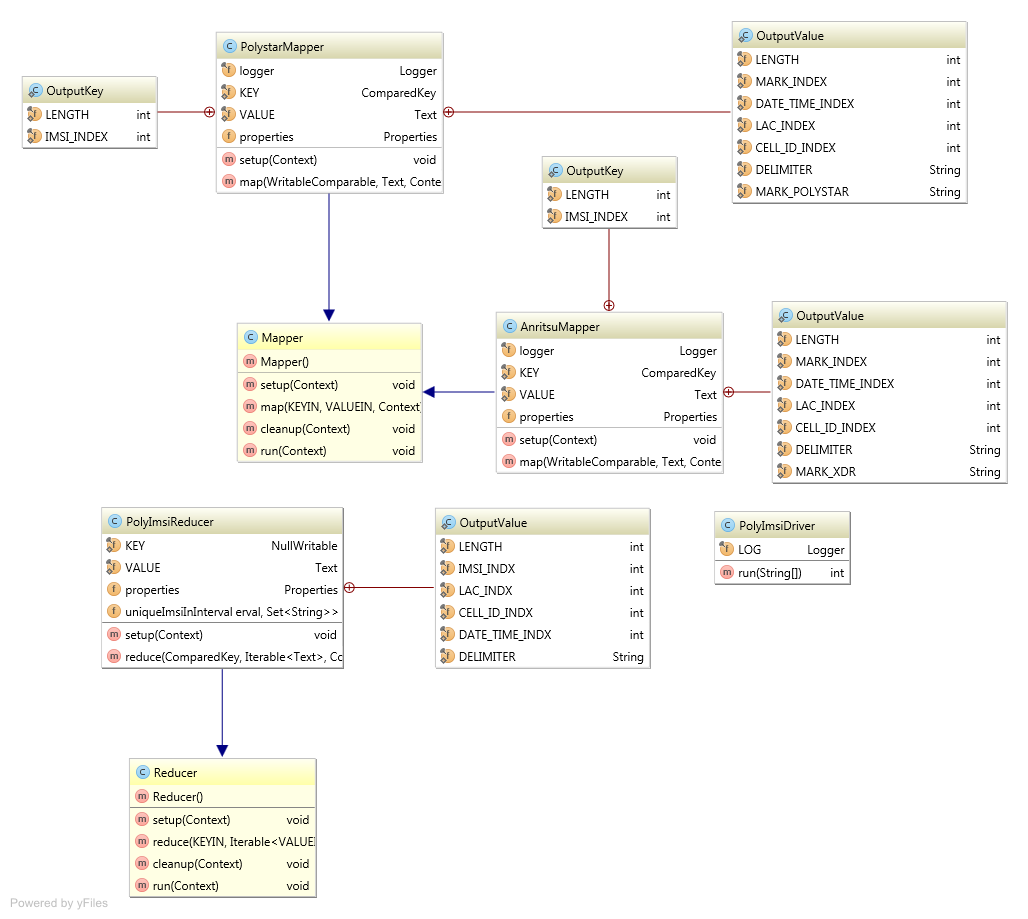 PolystarMapper
logger Logger
KEY ComparedKey
VALUE Text
properties Properties
setup(Context) void
map(WritableComparable, Text, Conte
OutputKey
LENGTH int
IMSI_INDEX int
OutputValue
LENGTH int
MARK_INDEX int
DATE_TIME_INDEX int
LAC_INDEX int
CELL_ID_INDEX int
DELIMITER String
MARK_POLYSTAR String
OutputKey
LENGTH int
IMSI_INDEX int
Mapper
Mapper()
setup(Context) void
map(KEYIN, VALUEIN, Context
cleanup(Context) void
run(Context) void
AnritsuMapper
logger Logger
KEY ComparedKey
VALUE Text
properties Properties
setup(Context) void
map(WritableComparable, Text, Conte
OutputValue
LENGTH int
MARK_INDEX int
DATE_TIME_INDEX int
LAC_INDEX int
CELL_ID_INDEX int
DELIMITER String
MARK_XDR String
PolyImsiReducer
KEY NullWritable
VALUE Text
properties Properties
uniqueImsiInInterval erval, Set<String>>
setup(Context) void
reduce(ComparedKey, Iterable<Text>, Cc
OutputValue
LENGTH int
IMSI_INDX int
LAC_INDX int
CELL_ID_INDX int
DATE_TIME_INDX int
DELIMITER String
PolyImsiDriver
LOG Logger
run(String[]) int
Reducer
Reducer()
setup(Context) void
reduce(KEYIN, Iterable<VALUEI
cleanup(Context) void
run(Context) void
Powered by yFiles